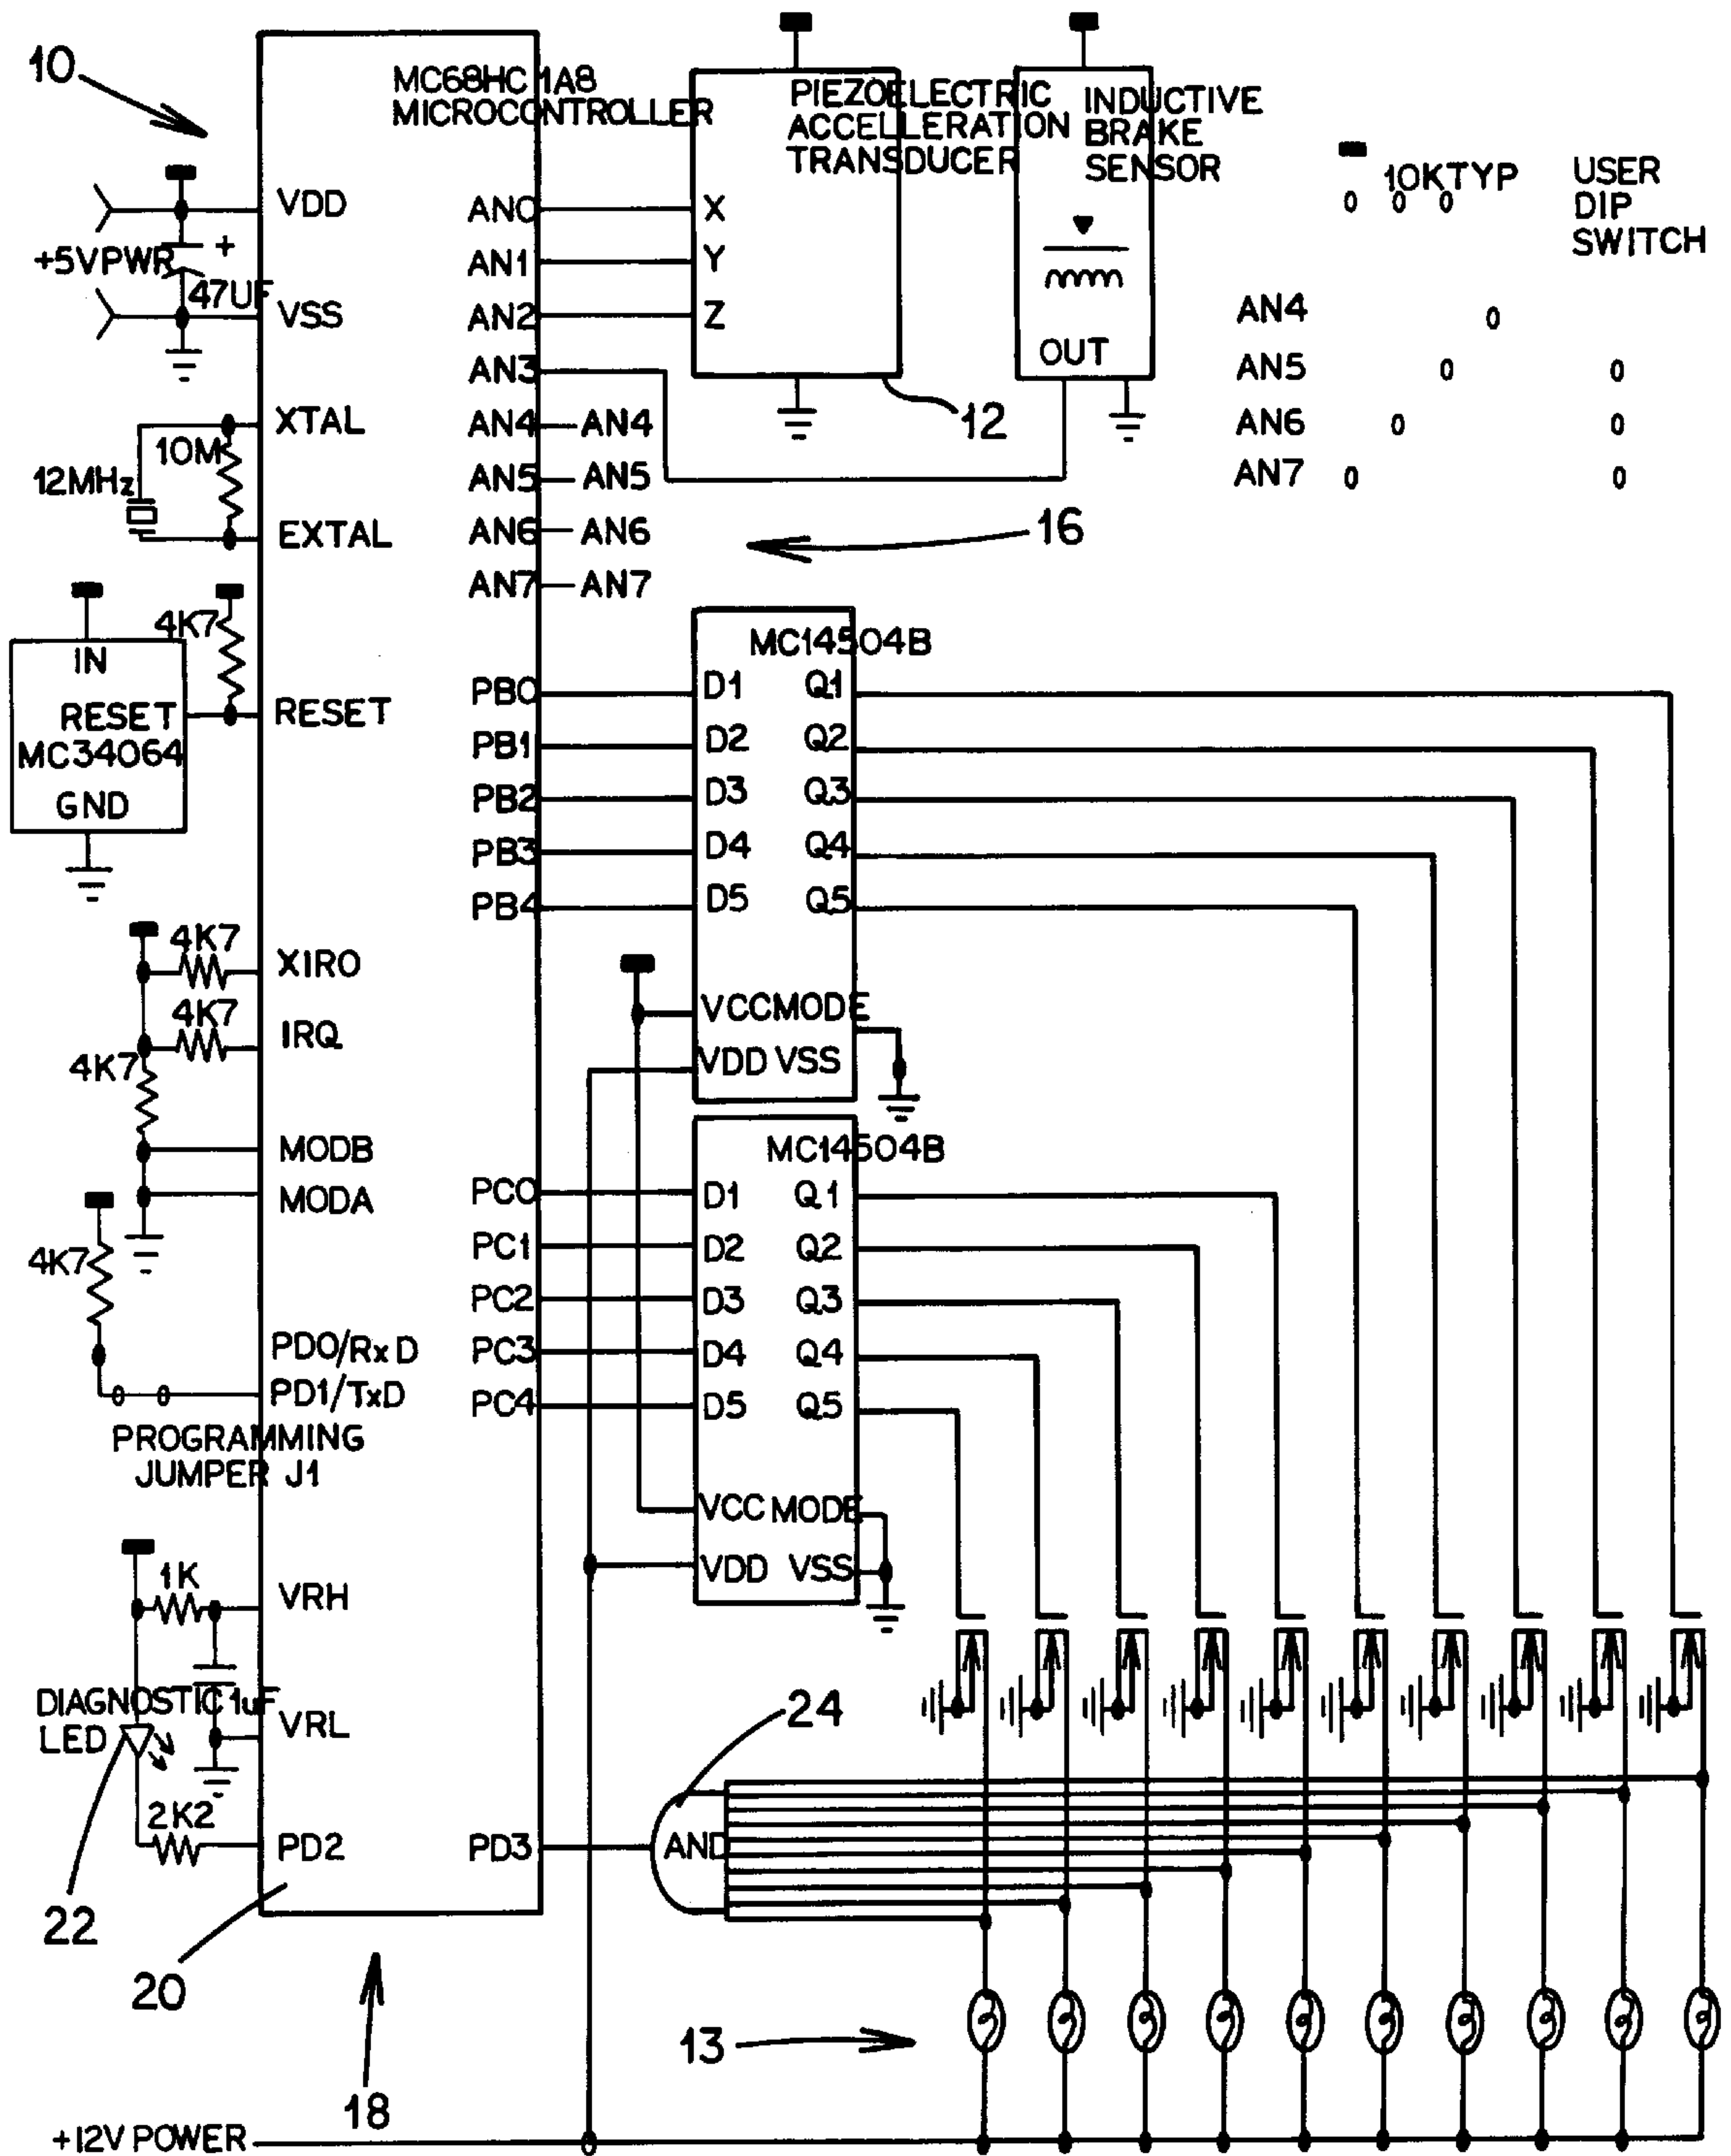 10
MC68HC1A8
MICROCONTROLLER
PIEZOELECTRIC
ACCELLERATION
TRANSDUCER
INDUCTIVE
BRAKE
SENSOR
10KTYP
USER
DIP
SWITCH
VDD
AN0
X
+5VPWR
+
47UF
AN1
Y
VSS
AN2
Z
AN4
AN3
OUT
AN5
XTAL
AN4
AN4
12
AN6
10M
12MHz
AN5
AN5
AN7
EXTAL
AN6
AN6
16
AN7
AN7
4K7
IN
RESET
MC34064
GND
RESET
MC14504B
PB0
D1
Q1
PB1
D2
Q2
PB2
D3
Q3
PB3
D4
Q4
PB4
D5
Q5
4K7
XIRO
4K7
IRQ
4K7
VCC MODE
VDD VSS
MODB
MODA
MC14504B
PC0
D1
Q1
4K7
PC1
D2
Q2
PC2
D3
Q3
PD0/RxD
PC3
D4
Q4
PD1/TxD
PC4
D5
Q5
PROGRAMMING
JUMPER J1
VCC MODE
VDD VSS
1K
VRH
DIAGNOSTIC
LED
1uF
VRL
24
2K2
PD2
PD3
AND
22
20
13
18
+12V POWER